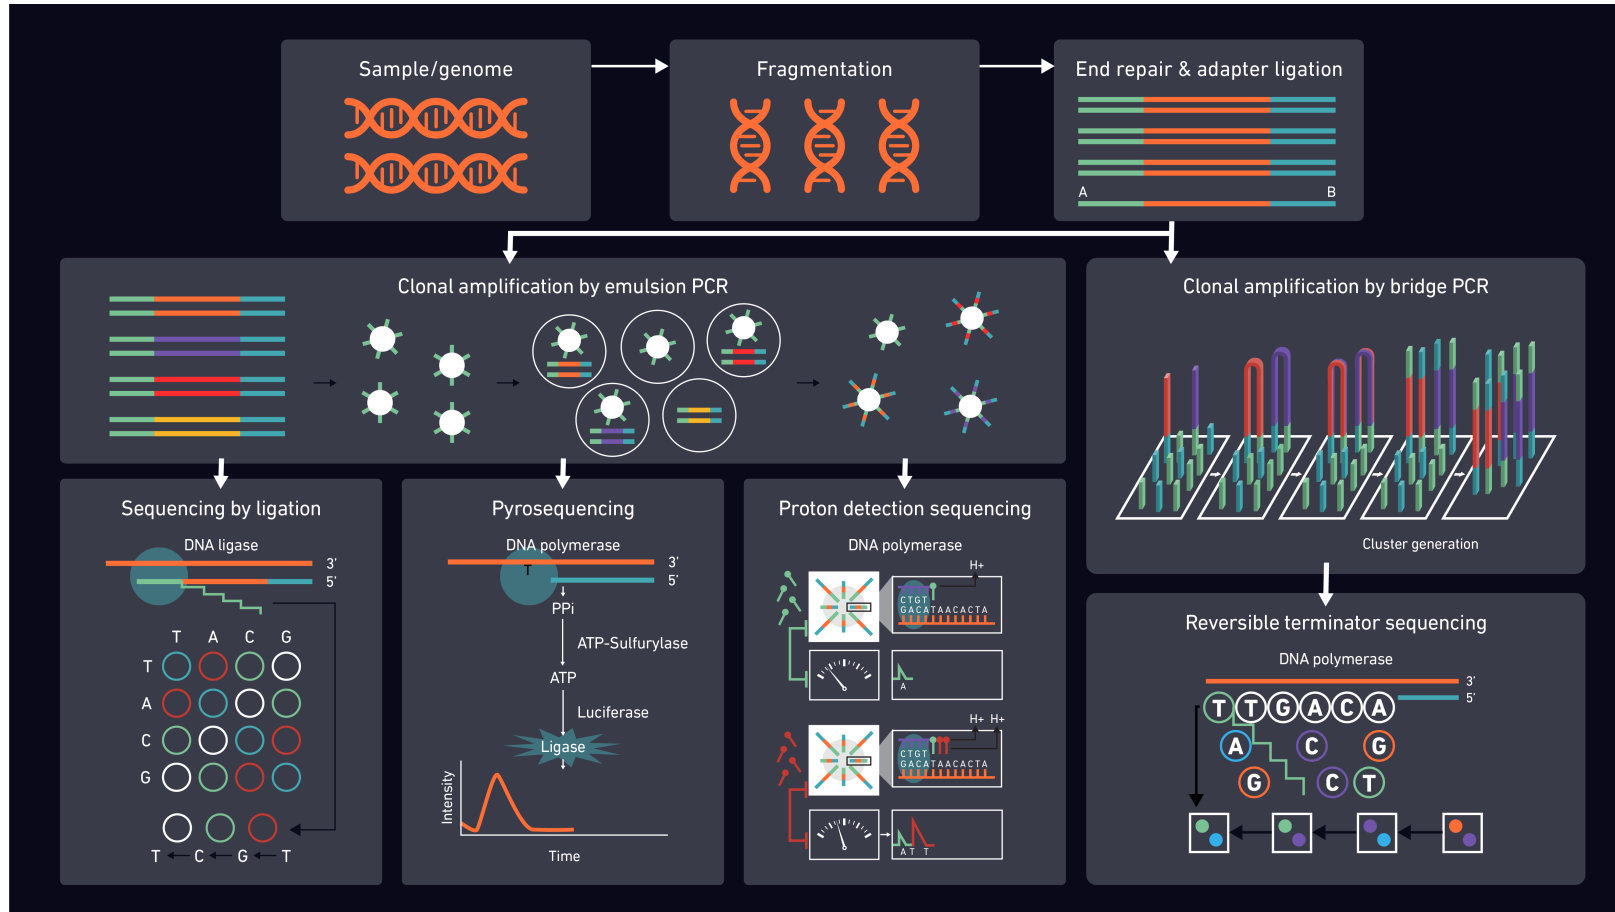 Sample/genome
Fragmentation
End repair & adapter ligation
A B
Clonal amplification by emulsion PCR
Clonal amplification by bridge PCR
Cluster generation
Sequencing by ligation
DNA ligase
3'
5'
T A C G
T
A
C
G
T C G T
Pyrosequencing
DNA polymerase
3'
T
5'
PPi
ATP-Sulfurylase
ATP
Luciferase
Ligase
Intensity
Time
Proton detection sequencing
DNA polymerase
H+
CTGT
GACATAACACTA
A
H+ H+
CTGT
GACATAACACTA
A T T
Reversible terminator sequencing
DNA polymerase
3'
5'
T T G A C A
A C G
G C T